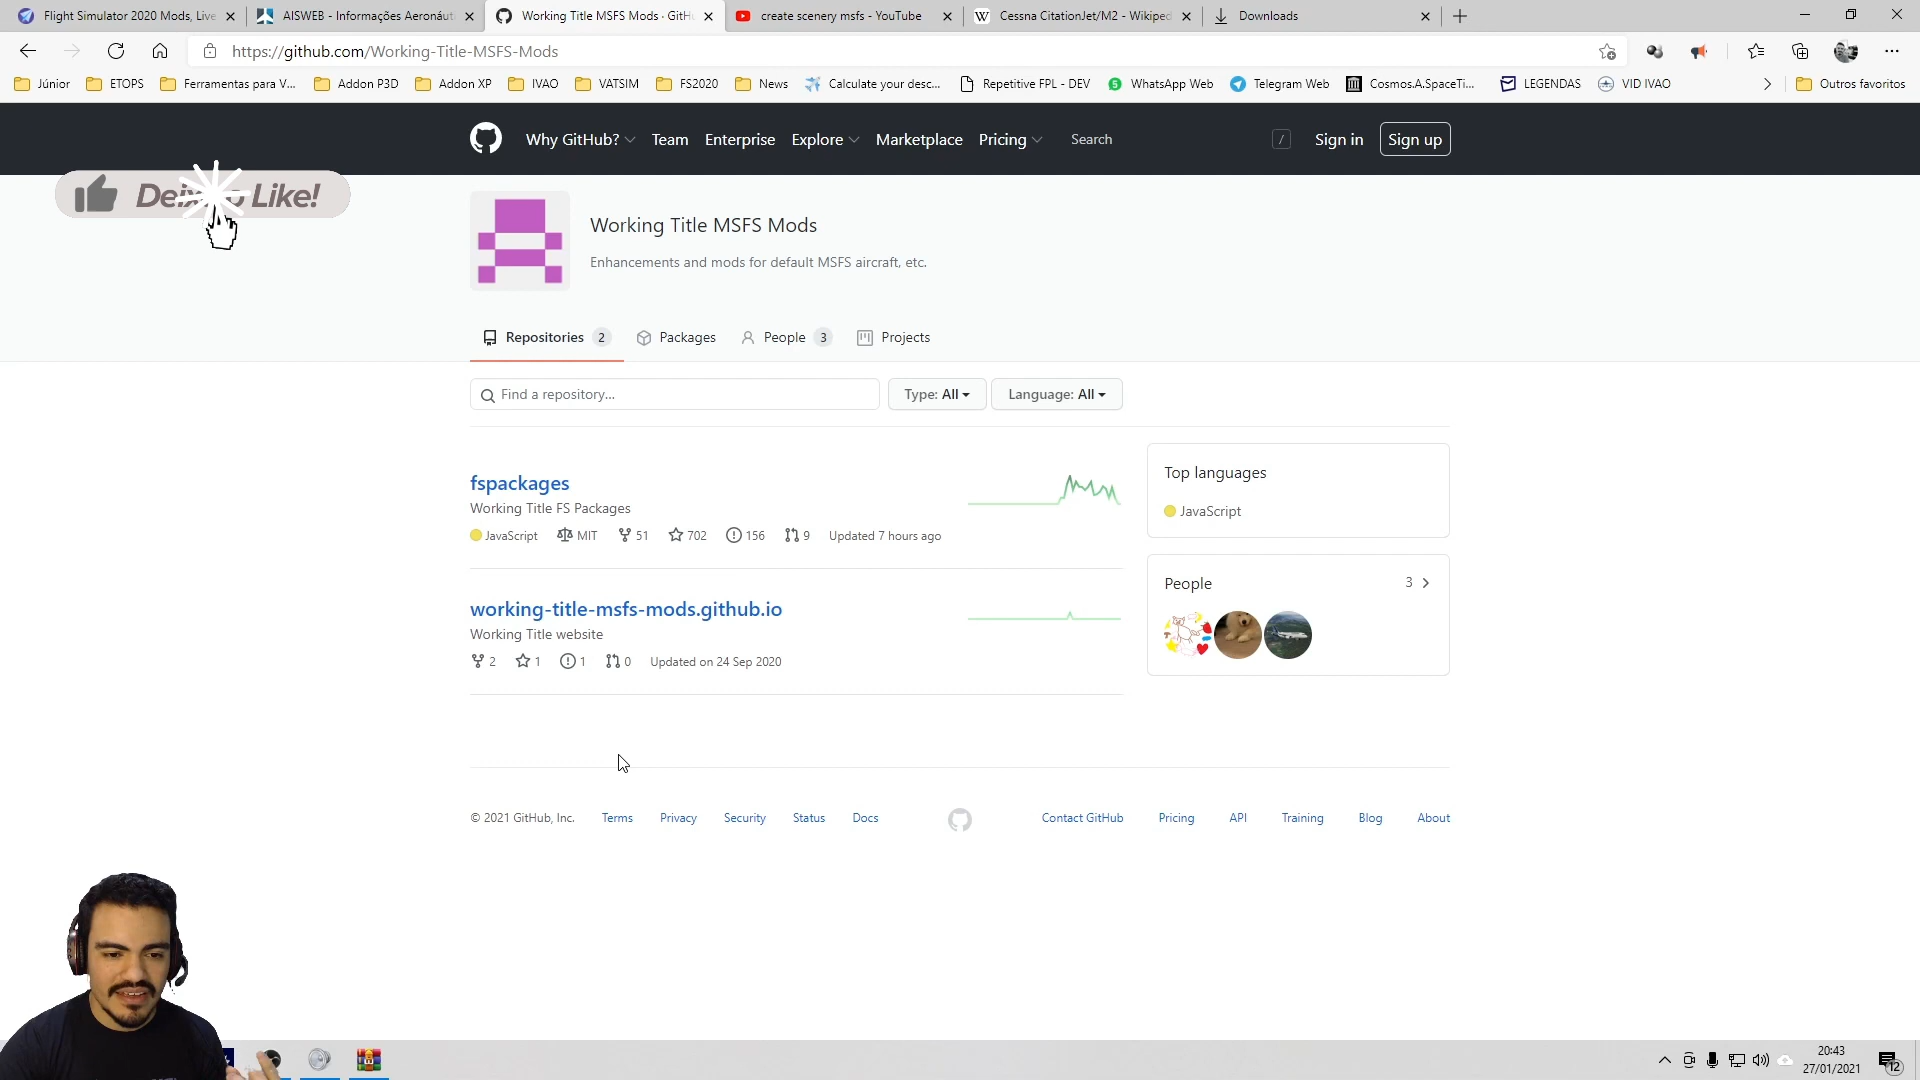 Flight Simulator 2020 Mods, Live
AISWEB - Informações Aeronáut
Working Title MSFS Mods · GitH
create scenery msfs - YouTube
Cessna CitationJet/M2 - Wikiped
Downloads
https://github.com/Working-Title-MSFS-Mods
Júnior
ETOPS
Ferramentas para V...
Addon P3D
Addon XP
IVAO
VATSIM
FS2020
News
Calculate your desc...
Repetitive FPL - DEV
WhatsApp Web
Telegram Web
Cosmos.A.SpaceTi...
LEGENDAS
VID IVAO
Outros favoritos
Why GitHub?
Team
Enterprise
Explore
Marketplace
Pricing
Search
/
Sign in
Sign up
Like!
Working Title MSFS Mods
Enhancements and mods for default MSFS aircraft, etc.
Repositories 2
Packages
People 3
Projects
Find a repository...
Type: All
Language: All
fspackages
Working Title FS Packages
JavaScript MIT 51 702 156 9 Updated 7 hours ago
working-title-msfs-mods.github.io
Working Title website
2 1 1 0 Updated on 24 Sep 2020
Top languages
JavaScript
People 3
© 2021 GitHub, Inc.
Terms
Privacy
Security
Status
Docs
Contact GitHub
Pricing
API
Training
Blog
About
20:43
27/01/2021
12